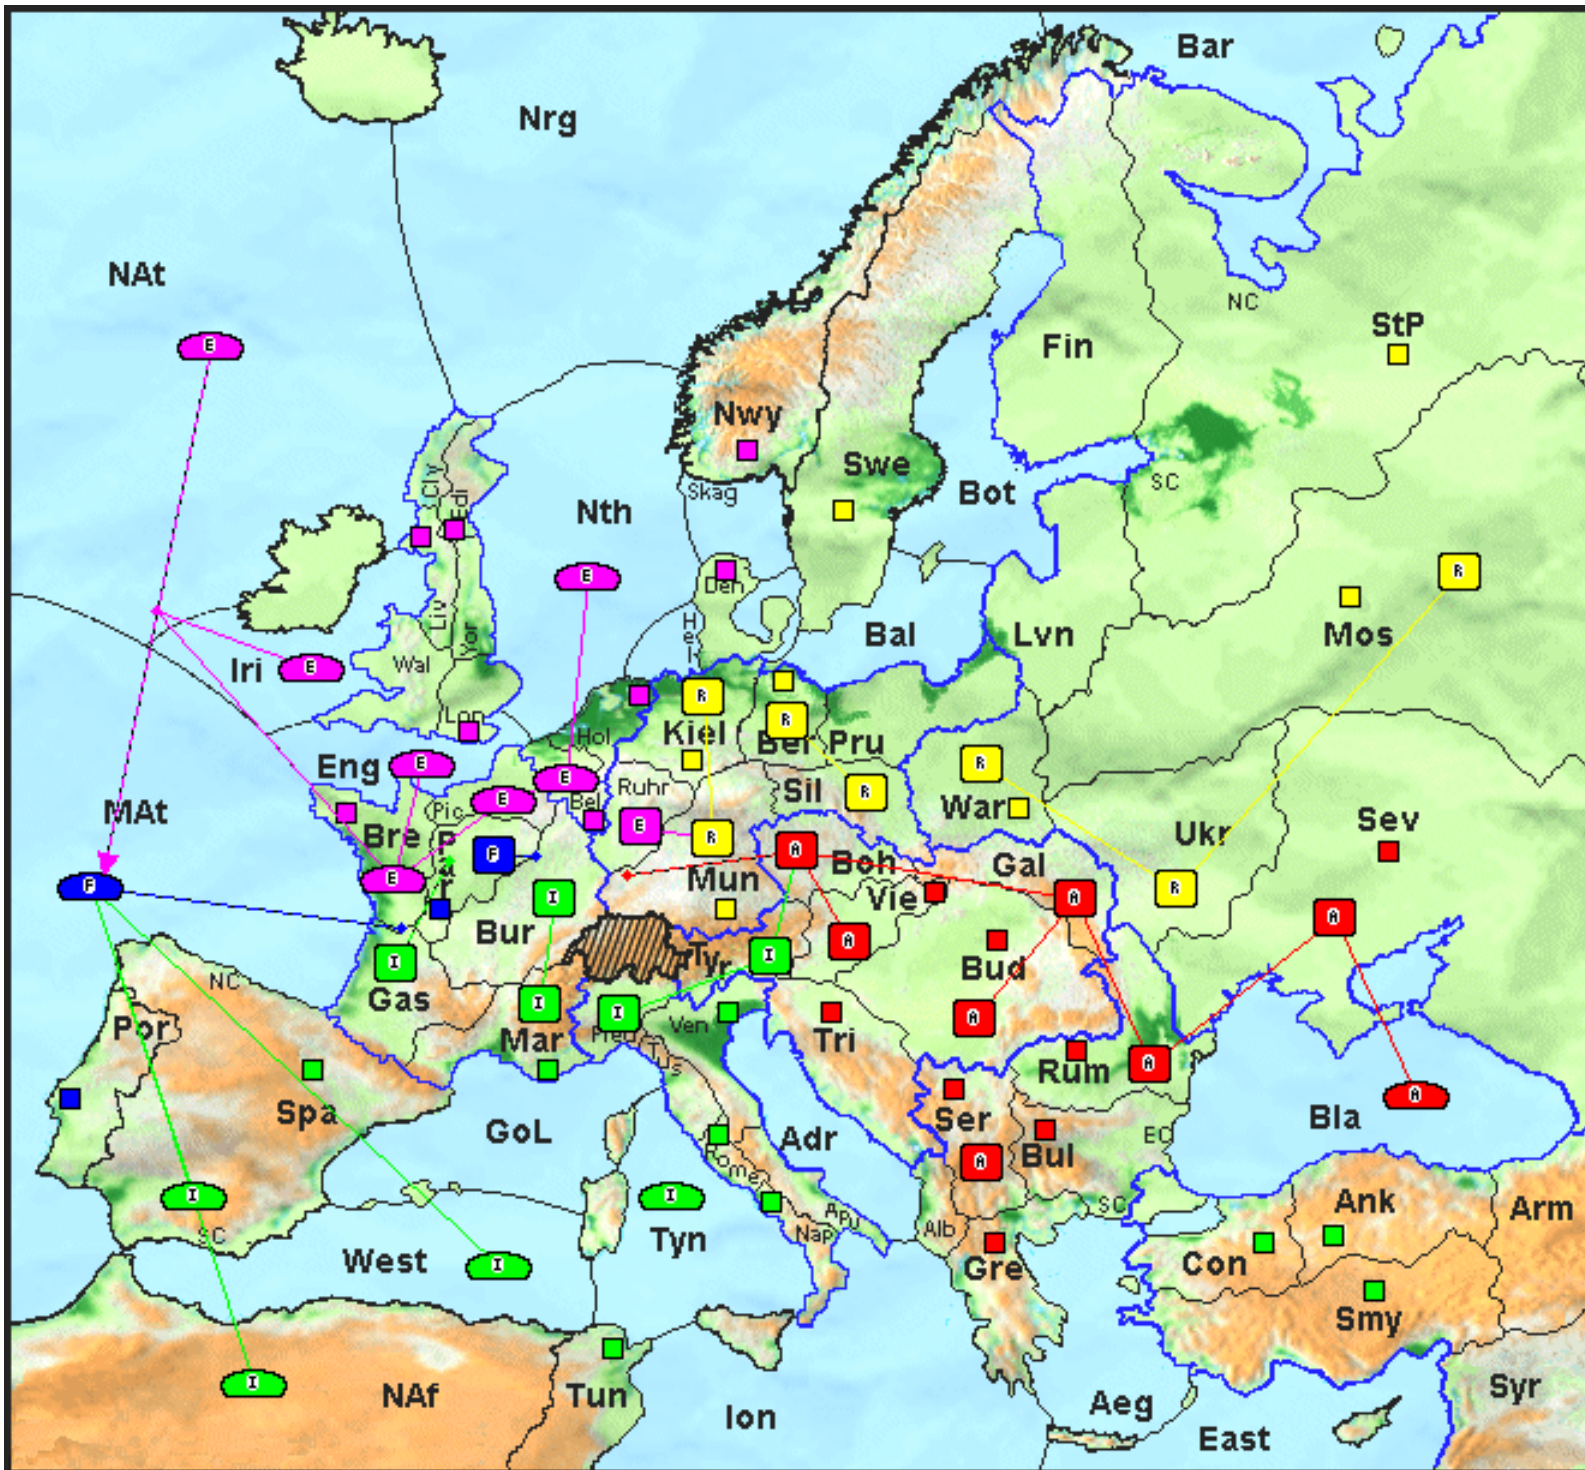 Bar
Nrg
NAt
NC
StP
Fin
Nwy
Swe
SC
Skag
Bot
Cly
Edi
Nth
E
E
R
Den
Hel
Mos
Liv
Yor
Bal
Lvn
Iri
E
Wal
R
Lon
R
Hol
Kiel
Ber
Pru
Eng
E
E
R
Ruhr
Sil
R
MAt
Pic
E
Bel
War
Bre
Par
E
R
Ukr
Sev
F
A
Boh
Gal
F
E
Mun
Vie
R
I
A
A
Bur
A
Bud
I
Tyr
I
NC
Gas
I
I
A
Por
Mar
Pied
Ven
Tri
Tus
Rum
A
Spa
A
GoL
Adr
Ser
Bul
EC
Bla
A
Rome
I
I
SC
Tyn
Apu
Nap
Alb
SC
Ank
Arm
West
I
Gre
Con
Smy
I
NAf
Tun
Ion
Aeg
East
Syr